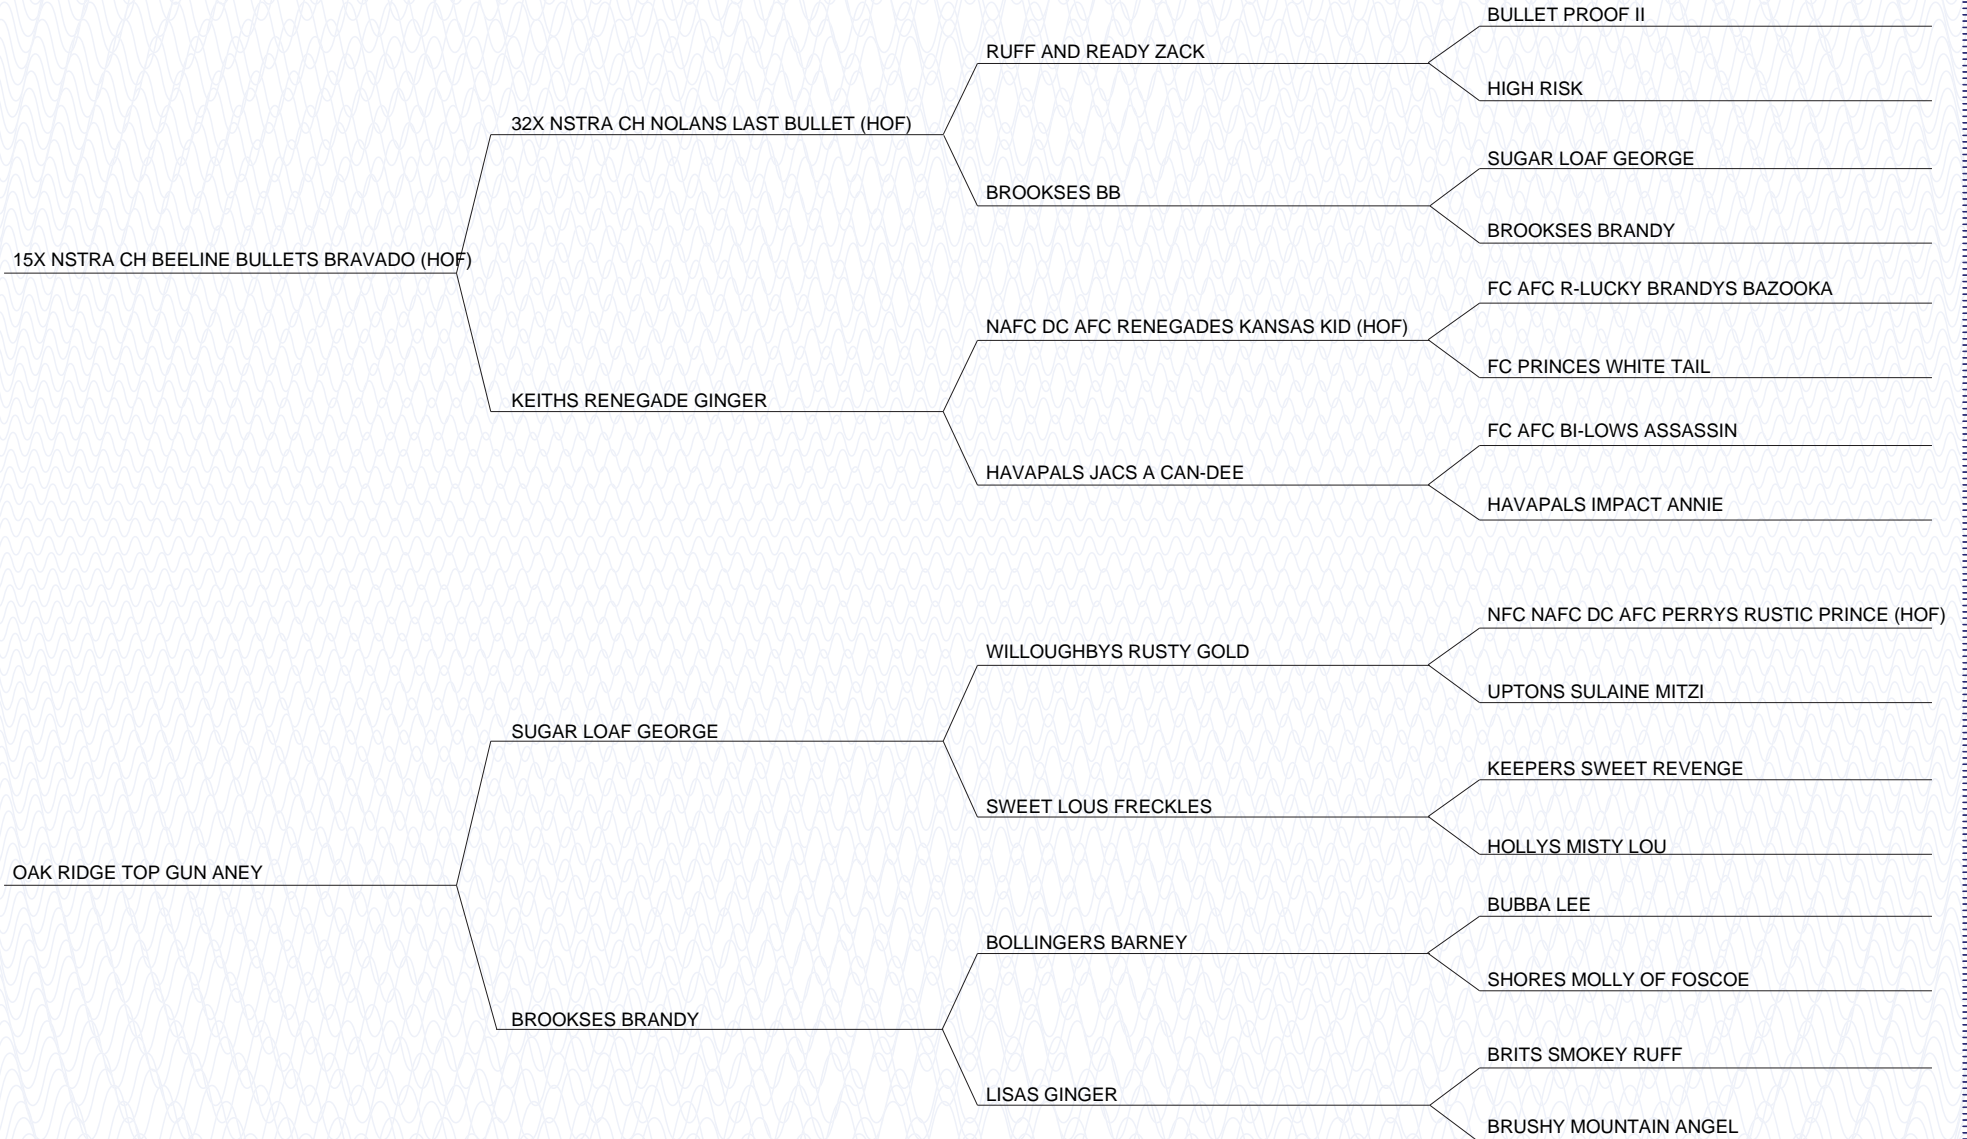 BULLET PROOF II
RUFF AND READY ZACK
HIGH RISK
32X NSTRA CH NOLANS LAST BULLET (HOF)
SUGAR LOAF GEORGE
BROOKSES BB
BROOKSES BRANDY
15X NSTRA CH BEELINE BULLETS BRAVADO (HOF)
FC AFC R-LUCKY BRANDYS BAZOOKA
NAFC DC AFC RENEGADES KANSAS KID (HOF)
FC PRINCES WHITE TAIL
KEITHS RENEGADE GINGER
FC AFC BI-LOWS ASSASSIN
HAVAPALS JACS A CAN-DEE
HAVAPALS IMPACT ANNIE
NFC NAFC DC AFC PERRYS RUSTIC PRINCE (HOF)
WILLOUGHBYS RUSTY GOLD
UPTONS SULAINE MITZI
SUGAR LOAF GEORGE
KEEPERS SWEET REVENGE
SWEET LOUS FRECKLES
HOLLYS MISTY LOU
OAK RIDGE TOP GUN ANEY
BUBBA LEE
BOLLINGERS BARNEY
SHORES MOLLY OF FOSCOE
BROOKSES BRANDY
BRITS SMOKEY RUFF
LISAS GINGER
BRUSHY MOUNTAIN ANGEL